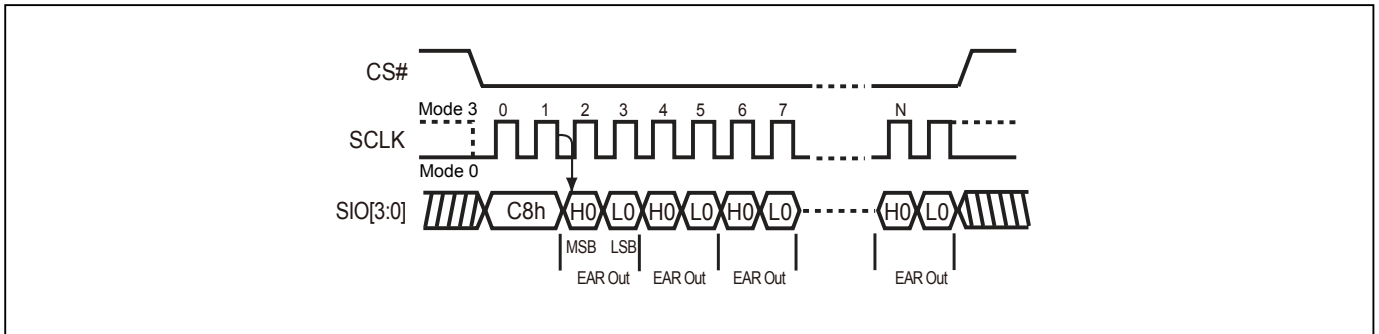 CS#
Mode 3 0 1 2 3 4 5 6 7 N
SCLK
Mode 0
SIO[3:0] C8h H0 L0 H0 L0 H0 L0 H0 L0
MSB LSB
EAR Out EAR Out EAR Out EAR Out